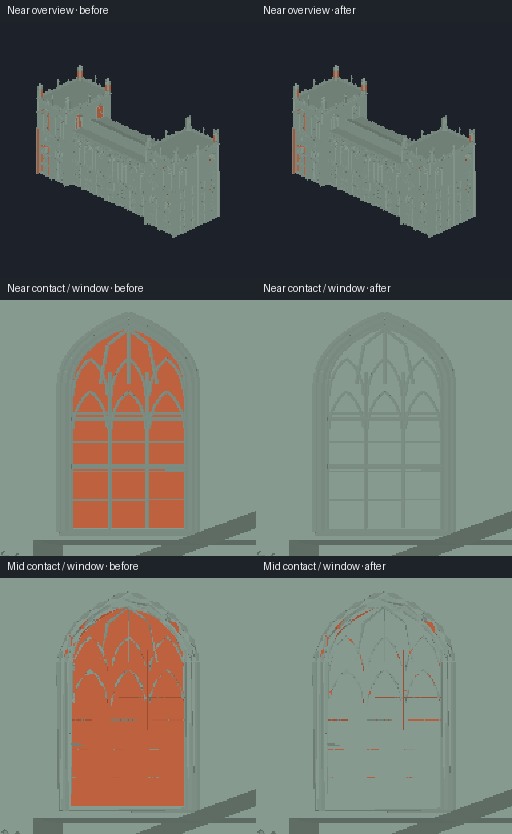 Near overview · before
Near overview · after
Near contact / window · before
Near contact / window · after
Mid contact / window · before
Mid contact / window · after